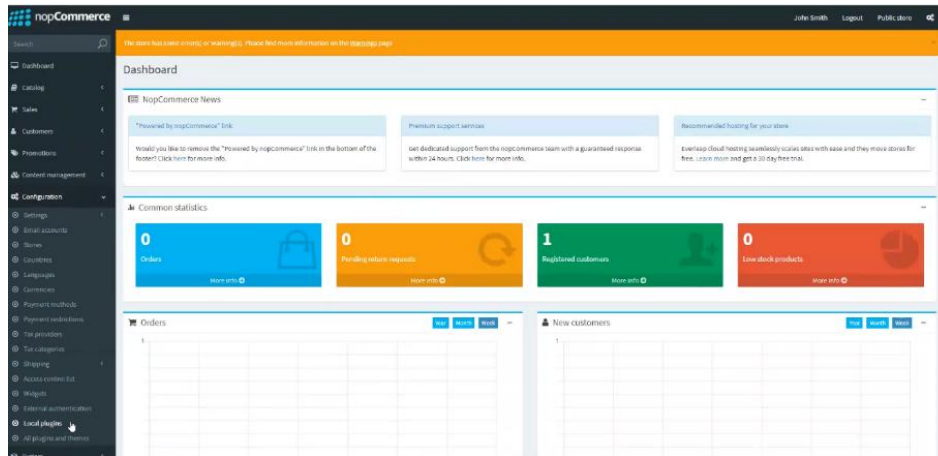 nopCommerce
John Smith
Logout
Public store
Search
The store has some error(s) or warning(s). Please find more information on the Warnings page
Dashboard
Catalog
Sales
Customers
Promotions
Content management
Configuration
Settings
Email accounts
Stores
Countries
Languages
Currencies
Payment methods
Payment restrictions
Tax providers
Tax categories
Shipping
Access control list
Widgets
External authentication
Local plugins
All plugins and themes
System
Dashboard
NopCommerce News
"Powered by nopCommerce" link
Would you like to remove the "Powered by nopCommerce" link in the bottom of the
footer? Click here for more info.
Premium support services
Get dedicated support from the nopCommerce team with a guaranteed response
within 24 hours. Click here for more info.
Recommended hosting for your store
Everleap cloud hosting seamlessly scales sites with ease and they move stores for
free. Learn more and get a 30 day free trial.
Common statistics
0
Orders
More info
0
Pending return requests
More info
1
Registered customers
More info
0
Low stock products
More info
Orders
Year
Month
Week
1
New customers
Year
Month
Week
1